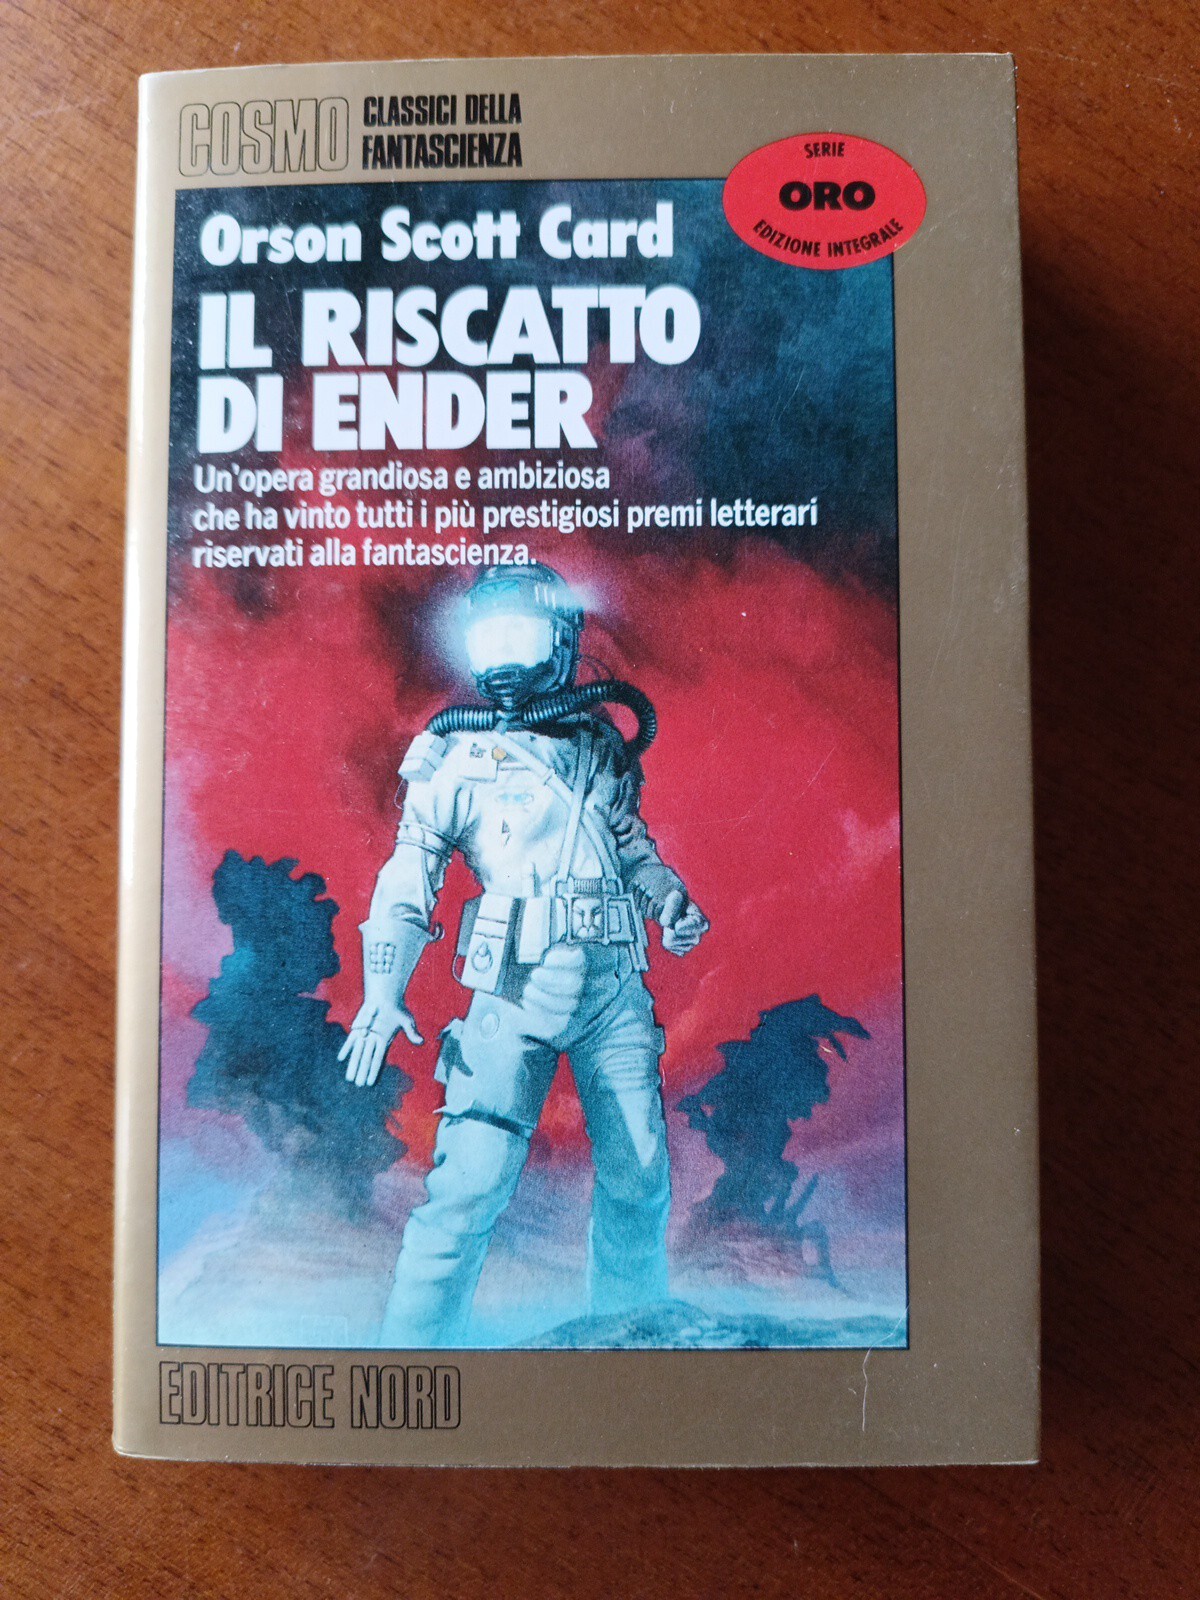 COSMO
CLASSICI DELLA
FANTASCIENZA
SERIE
ORO
EDIZIONE INTEGRALE
Orson Scott Card
IL RISCATTO
DI ENDER
Un'opera grandiosa e ambiziosa
che ha vinto tutti i più prestigiosi premi letterari
riservati alla fantascienza.
EDITRICE NORD